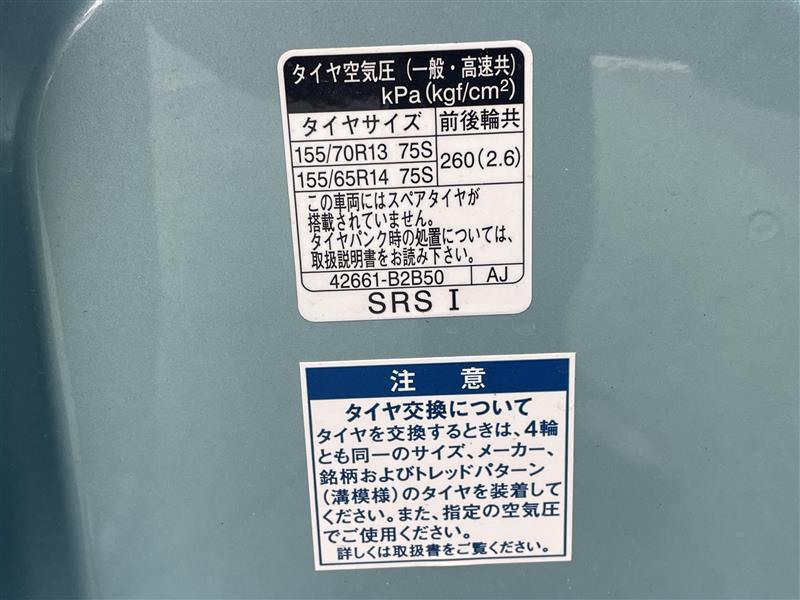 タイヤ空気圧（一般・高速共）
kPa(kgf/cm²)
タイヤサイズ 前後輪共
155/70R13 75S 260(2.6)
155/65R14 75S
この車両にはスペアタイヤが
搭載されていません。
タイヤパンク時の処置については、
取扱説明書をお読み下さい。
42661-B2B50 AJ
SRS I
注意
タイヤ交換について
タイヤを交換するときは、4輪
とも同一のサイズ、メーカー、
銘柄およびトレッドパターン
（溝模様）のタイヤを装着して
ください。また、指定の空気圧
でご使用ください。
詳しくは取扱書をご覧ください。